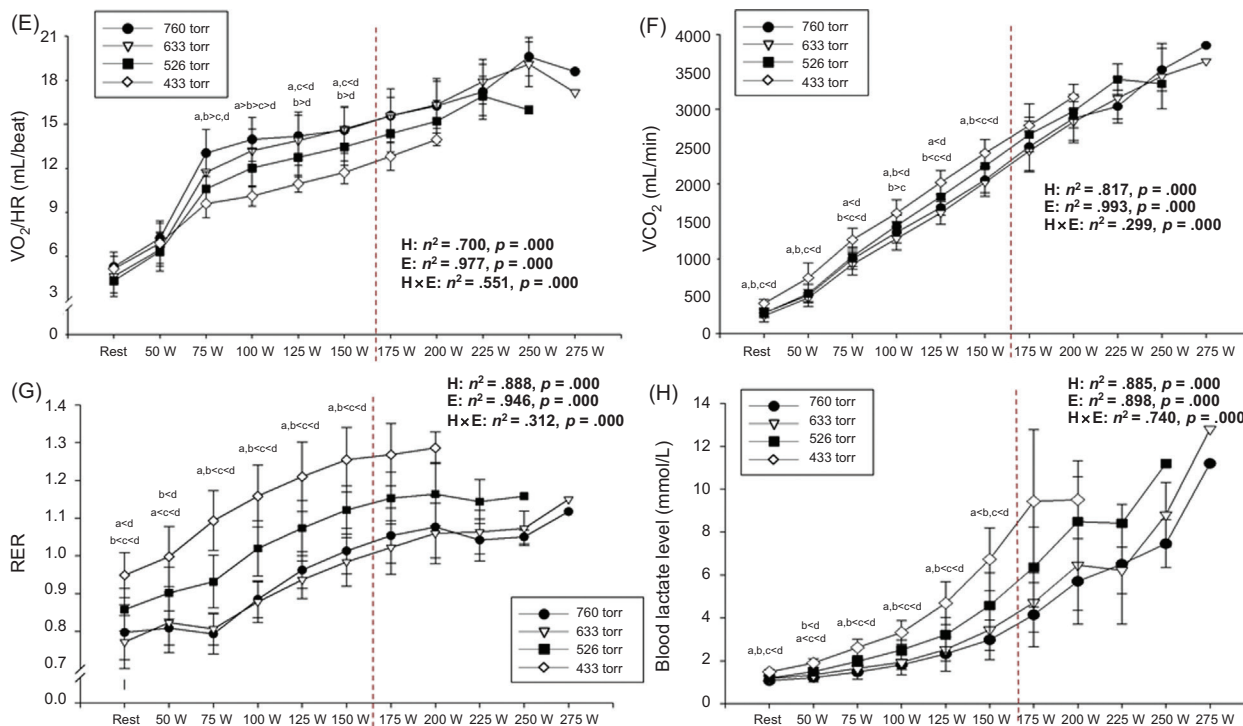 (E)
21
18
15
12
9
6
3
0
VO2/HR (mL/beat)
760 torr
633 torr
526 torr
433 torr
a,b>c,d
a>b>c>d
a,c<d
b>d
a,c<d
b>d
H: n² .700, p = .000
E: n² = .977, p = .000
H×E: n² = .551, p = .000
Rest 50 W 75 W 100 W 125 W 150 W 175 W 200 W 225 W 250 W 275 W
(F)
4000
3500
3000
2500
2000
1500
1000
500
0
VCO2 (mL/min)
760 torr
633 torr
526 torr
433 torr
a,b,c<d
a,b,c<d
a<d
b<c<d
a,b<d
b>c
a<d
b<c<d
a,b<c<d
H: n² = .817, p = .000
E: n² = .993, p = .000
H×E: n² = .299, p = .000
Rest 50 W 75 W 100 W 125 W 150 W 175 W 200 W 225 W 250 W 275 W
(G)
1.4
1.3
1.2
1.1
1.0
0.9
0.8
0.7
0.0
RER
H: n² = .888, p = .000
E: n² = .946, p = .000
H×E: n² .312, p = .000
a<d
b<c<d
b<d
a<c<d
a,b<c<d
a,b<c<d
a,b<c<d
a,b<c<d
760 torr
633 torr
526 torr
433 torr
Rest 50 W 75 W 100 W 125 W 150 W 175 W 200 W 225 W 250 W 275 W
(H)
14
12
10
8
6
4
2
0
Blood lactate level (mmol/L)
760 torr
633 torr
526 torr
433 torr
H: n² = .885, p = .000
E: n² = .898, p = .000
H×E: n² .740, p = .000
a,b,c<d
b<d
a<c<d
a,b<c<d
a,b<c<d
a,b<c<d
a<b,c<d
Rest 50 W 75 W 100 W 125 W 150 W 175 W 200 W 225 W 250 W 275 W